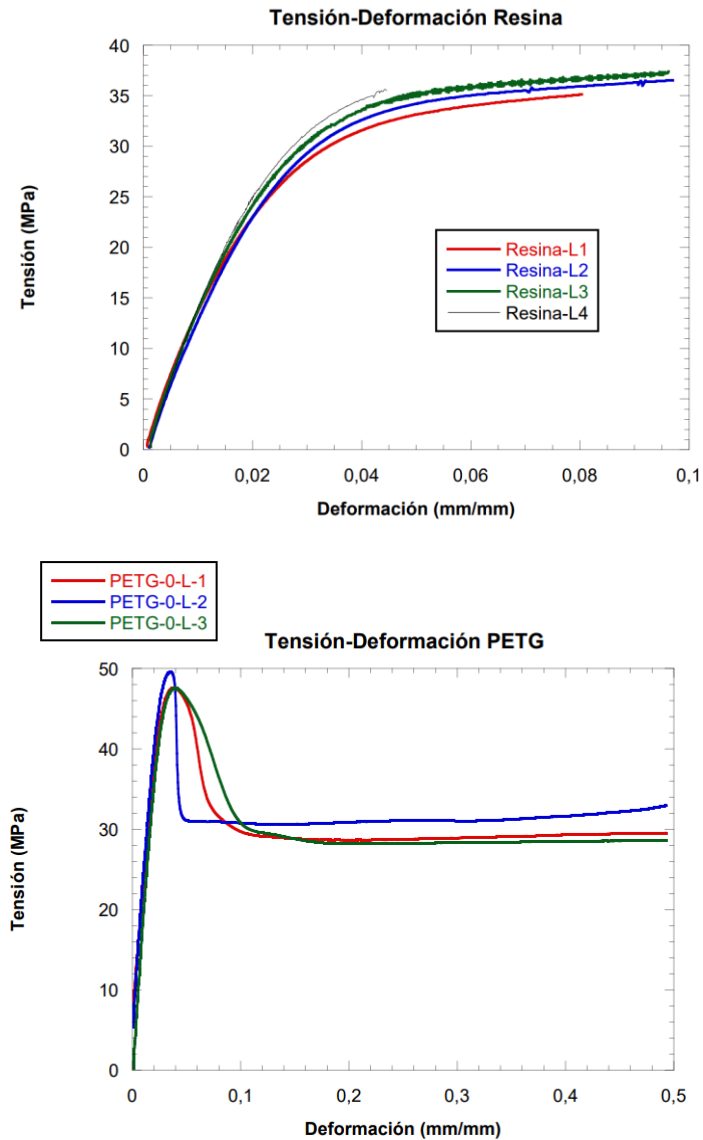 Tensión-Deformación Resina
40
35
30
25
20
15
10
5
0
Tensión (MPa)
Resina-L1
Resina-L2
Resina-L3
Resina-L4
0 0,02 0,04 0,06 0,08 0,1
Deformación (mm/mm)
PETG-0-L-1
PETG-0-L-2
PETG-0-L-3
Tensión-Deformación PETG
50
40
30
20
10
0
Tensión (MPa)
0 0,1 0,2 0,3 0,4 0,5
Deformación (mm/mm)